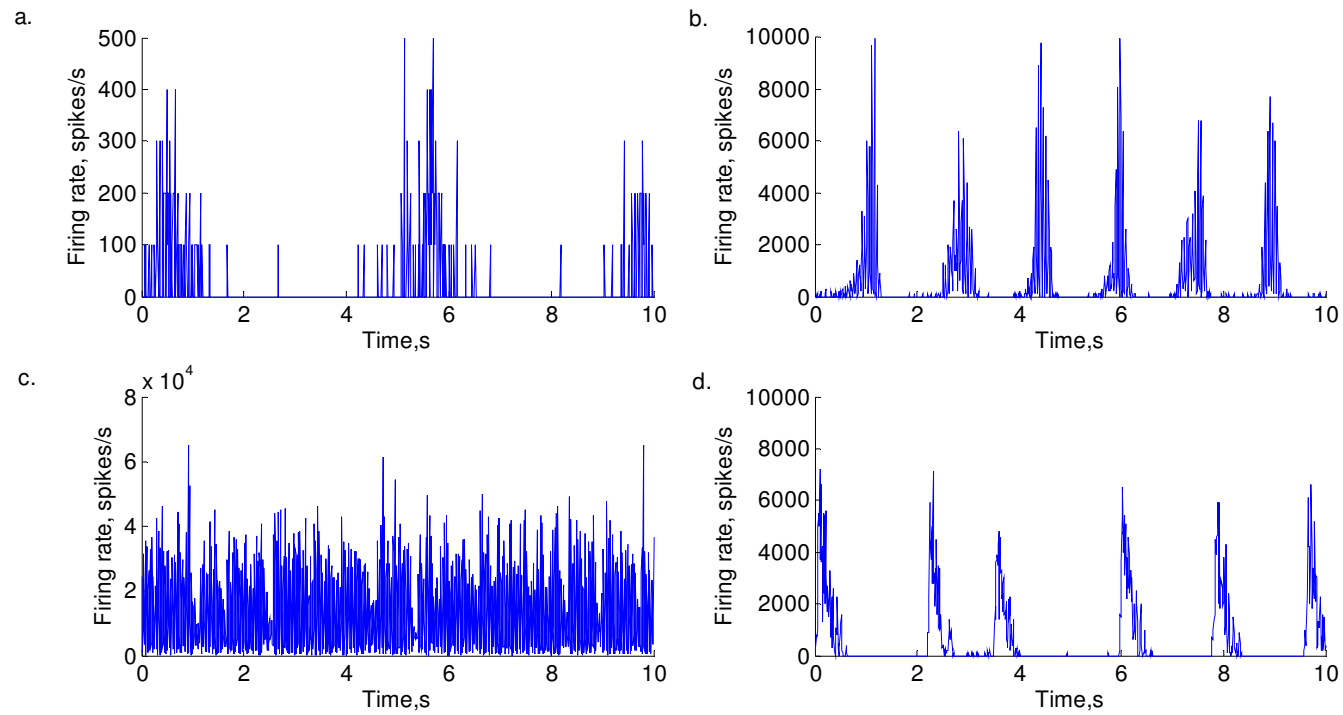 a.
Firing rate, spikes/s
500
400
300
200
100
0
0 2 4 6 8 10
Time,s
b.
Firing rate, spikes/s
10000
8000
6000
4000
2000
0
0 2 4 6 8 10
Time,s
c.
x 10^4
Firing rate, spikes/s
8
6
4
2
0
0 2 4 6 8 10
Time,s
d.
Firing rate, spikes/s
10000
8000
6000
4000
2000
0
0 2 4 6 8 10
Time,s